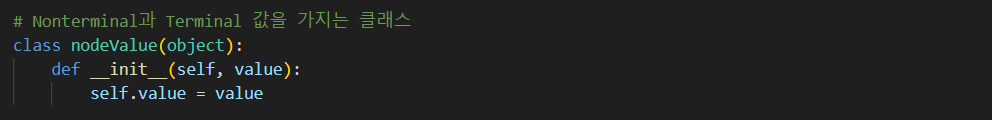 # Nonterminal과 Terminal 값을 가지는 클래스
class nodeValue(object):
    def __init__(self, value):
        self.value = value